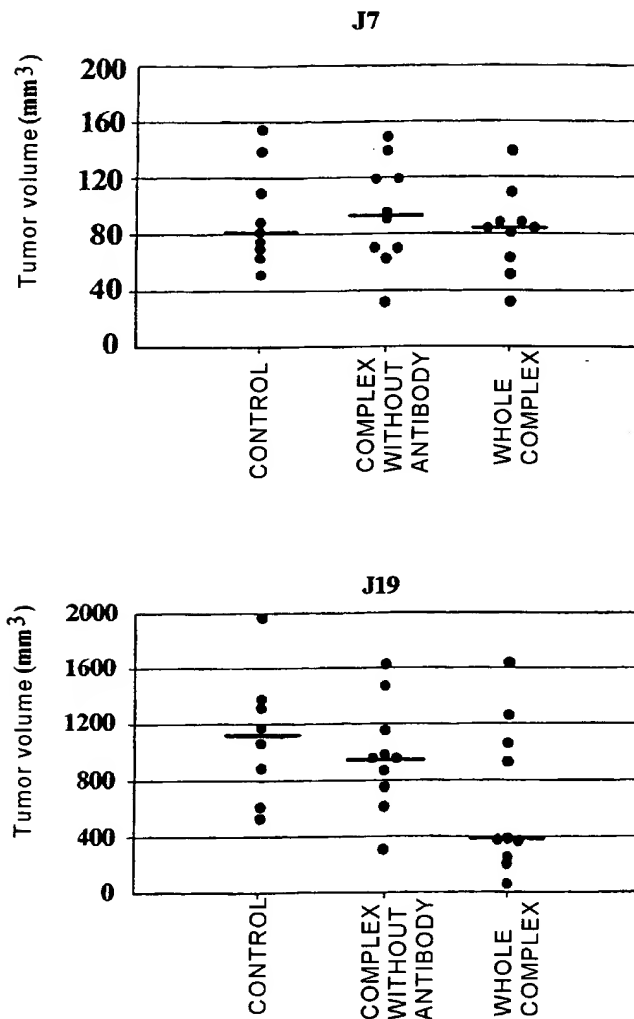 J7
Tumor volume (mm3)
200
160
120
80
40
0
CONTROL
COMPLEX
WITHOUT
ANTIBODY
WHOLE
COMPLEX
J19
Tumor volume (mm3)
2000
1600
1200
800
400
0
CONTROL
COMPLEX
WITHOUT
ANTIBODY
WHOLE
COMPLEX